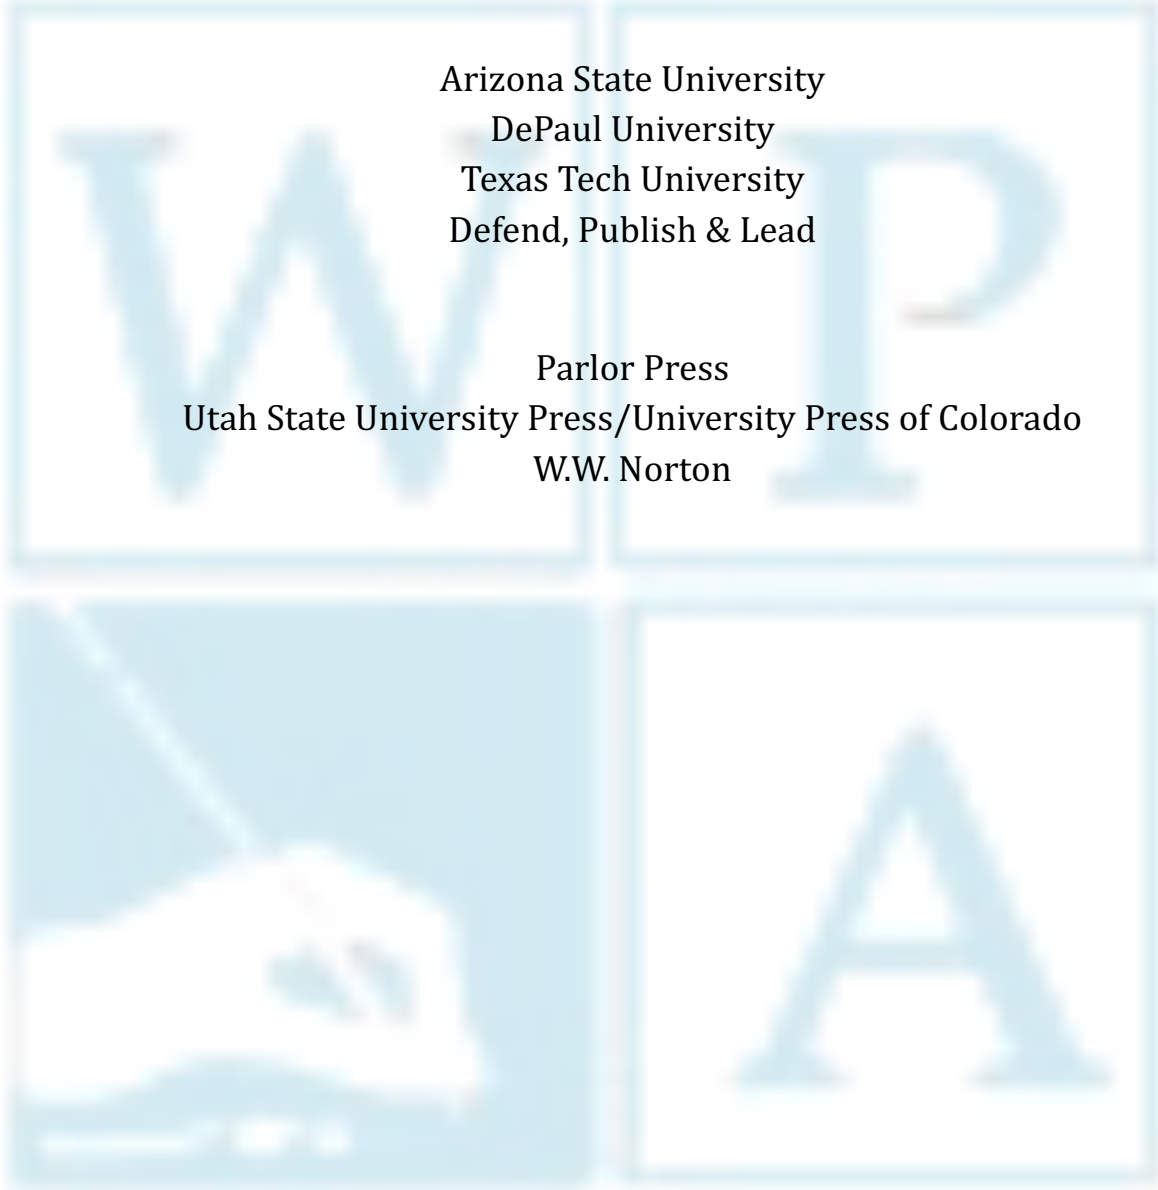 Arizona State University
DePaul University
Texas Tech University
Defend, Publish & Lead
Parlor Press
Utah State University Press/University Press of Colorado
W.W. Norton
W P
A